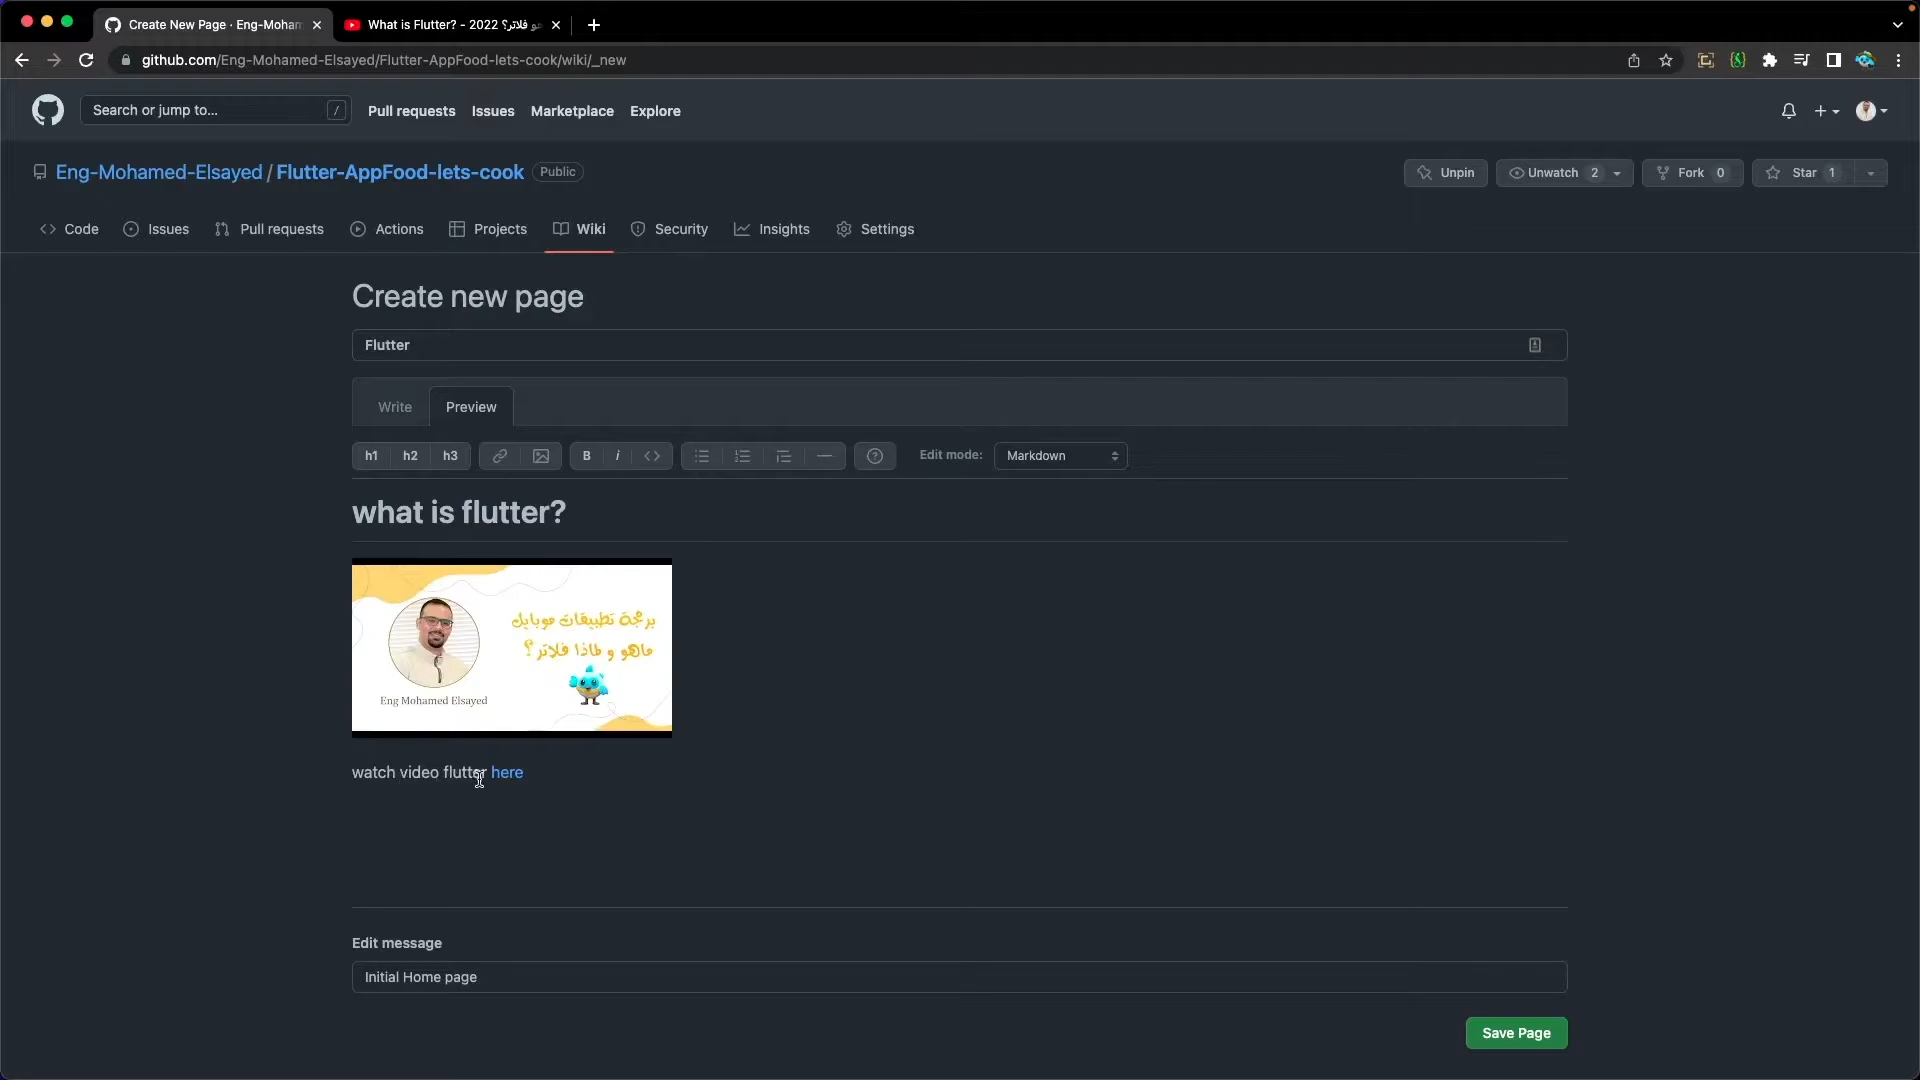 Create New Page · Eng-Moham
What is Flutter? - 2022 هو فلاتر؟
github.com/Eng-Mohamed-Elsayed/Flutter-AppFood-lets-cook/wiki/_new
Search or jump to... /
Pull requests Issues Marketplace Explore
Eng-Mohamed-Elsayed / Flutter-AppFood-lets-cook Public
Unpin Unwatch 2 Fork 0 Star 1
Code Issues Pull requests Actions Projects Wiki Security Insights Settings
Create new page
Flutter
Write Preview
h1 h2 h3 B i Edit mode: Markdown
what is flutter?
برمجة تطبيقات موبايل
ماهو و لماذا فلاتر ؟
Eng Mohamed Elsayed
watch video flutter here
Edit message
Initial Home page
Save Page